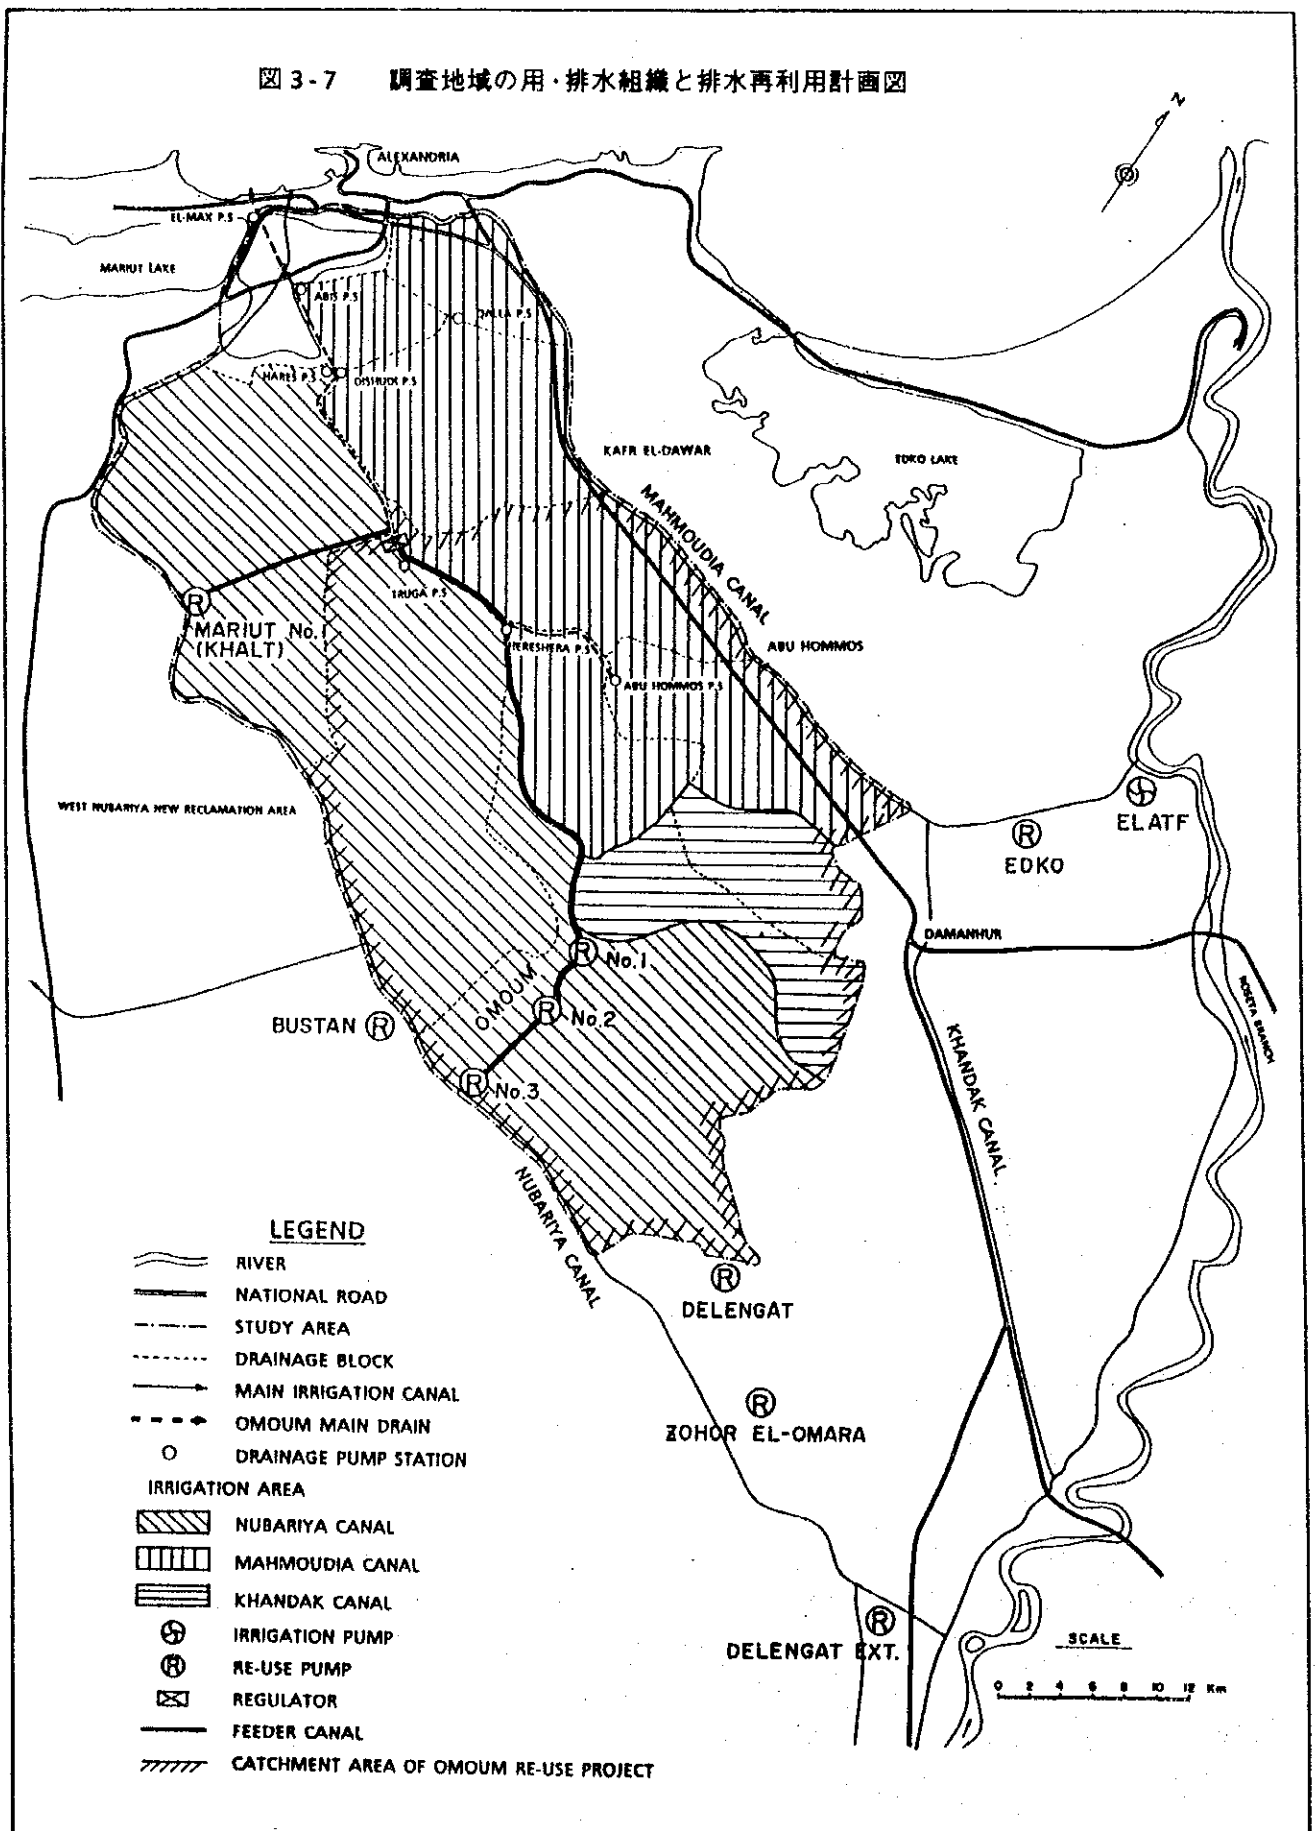 図 3-7 調査地域の用・排水組織と排水再利用計画図
N
ALEXANDRIA
EL-MAX P.S
MARIUT LAKE
ABIS P.S
DALLA P.S
HARES P.S
DISHUDI P.S
KAFR EL-DAWAR
EDKO LAKE
MAHMOUDIA CANAL
TRUGA P.S
MARIUT No.1
(KHALT)
ABU HOMMOS
ABU HOMMOS P.S
WEST NUBARIYA NEW RECLAMATION AREA
EL ATF
EDKO
DAMANHUR
No.1
OMOUM
No.2
BUSTAN
ROSETA BRANCH
KHANDAK CANAL
No.3
NUBARIYA CANAL
DELENGAT
ZOHOR EL-OMARA
DELENGAT EXT.
LEGEND
RIVER
NATIONAL ROAD
STUDY AREA
DRAINAGE BLOCK
MAIN IRRIGATION CANAL
OMOUM MAIN DRAIN
DRAINAGE PUMP STATION
IRRIGATION AREA
NUBARIYA CANAL
MAHMOUDIA CANAL
KHANDAK CANAL
IRRIGATION PUMP
R RE-USE PUMP
REGULATOR
FEEDER CANAL
CATCHMENT AREA OF OMOUM RE-USE PROJECT
SCALE
0 2 4 6 8 10 12 Km